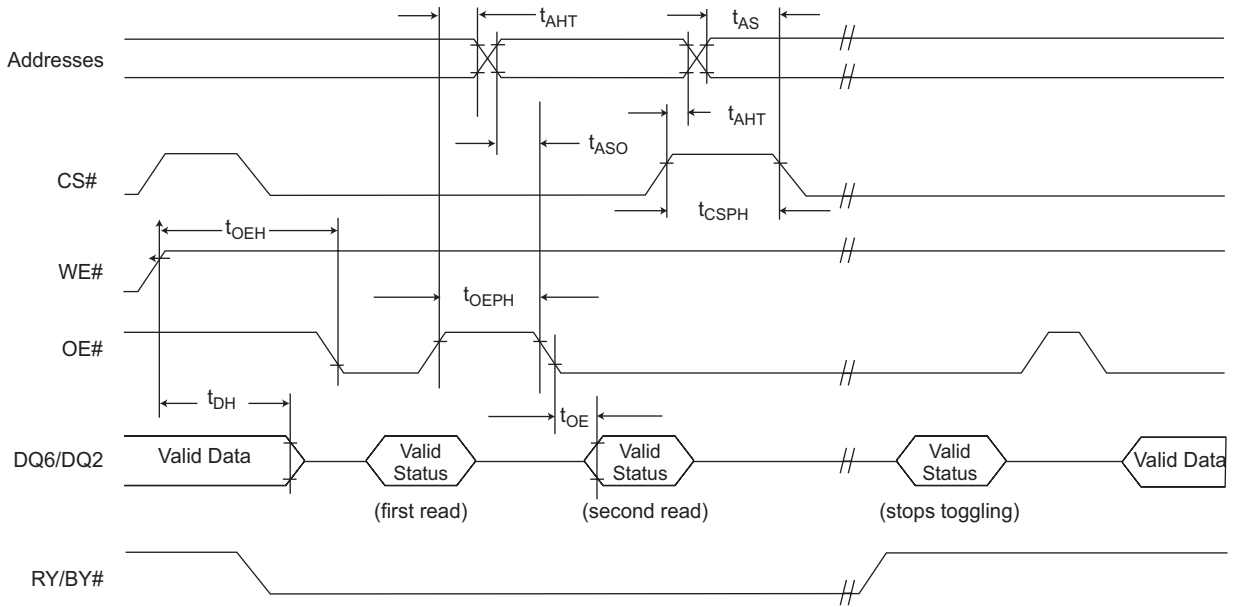 tAHT
tAS
Addresses
tAHT
tASO
CS#
tCSPH
tOEH
WE#
tOEPH
OE#
tDH
tOE
DQ6/DQ2
Valid Data
Valid
Status
Valid
Status
Valid
Status
Valid Data
(first read)
(second read)
(stops toggling)
RY/BY#